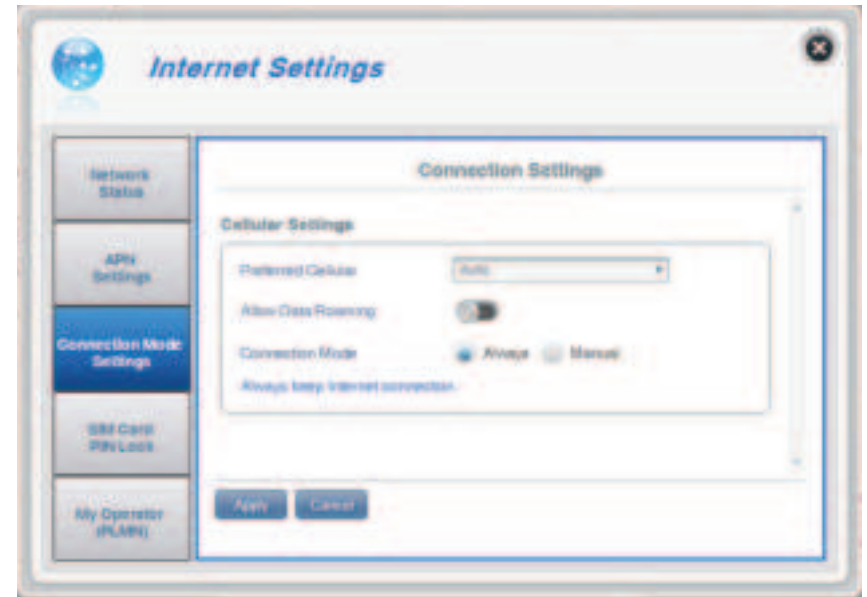 Internet Settings
Network
Status
APN
Settings
Connection Mode
Settings
SIM Card
PIN Lock
My Operator
(PLMN)
Connection Settings
Cellular Settings
Preferred Cellular
Auto
Allow Data Roaming
Connection Mode
Always
Manual
Always keep Internet connection.
Apply
Cancel